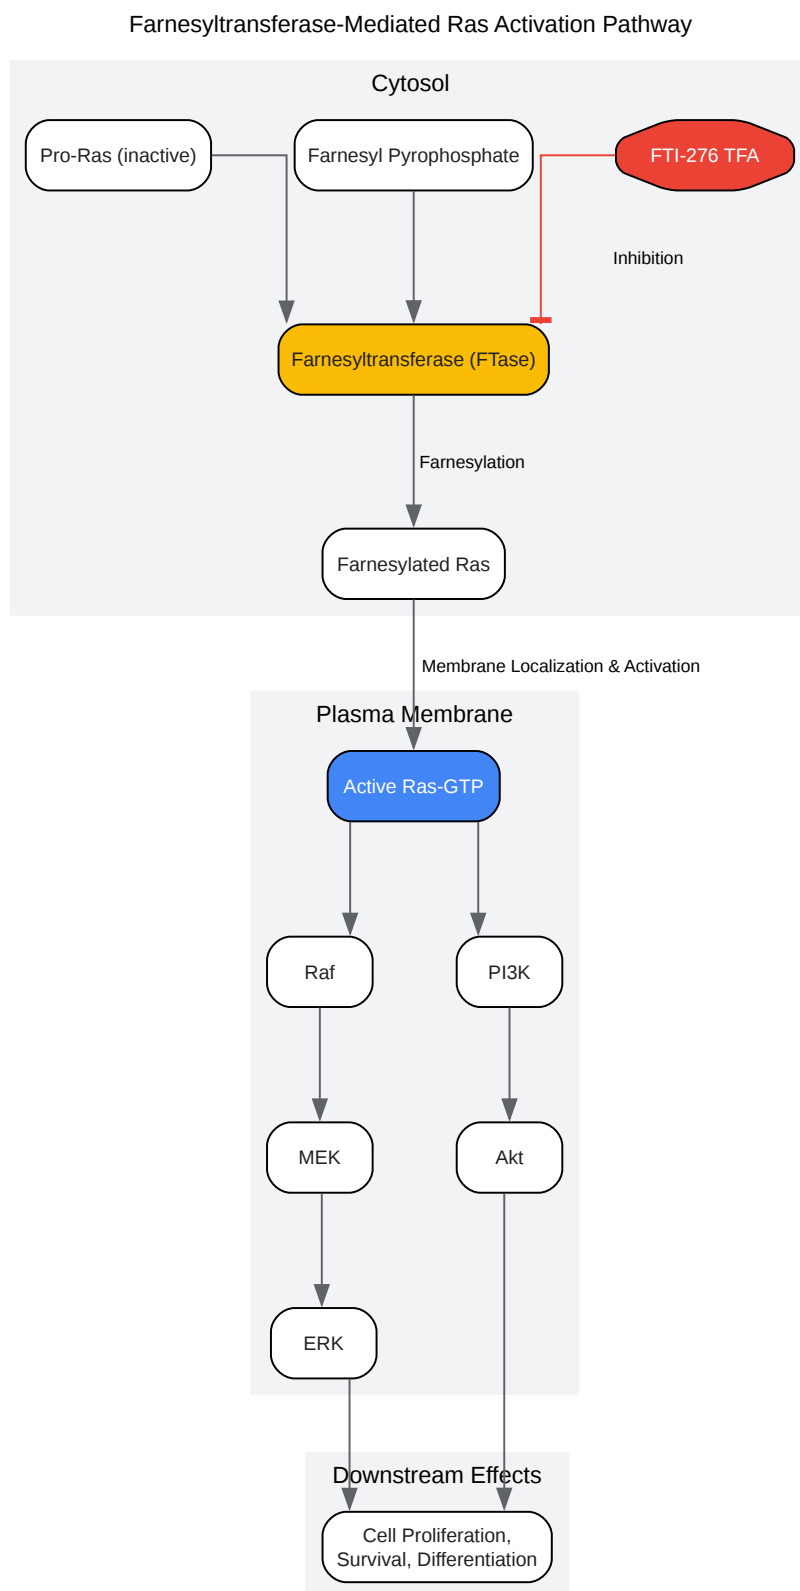 Farnesyltransferase-Mediated Ras Activation Pathway
Cytosol
Pro-Ras (inactive)
Farnesyl Pyrophosphate
FTI-276 TFA
Inhibition
Farnesyltransferase (FTase)
Farnesylation
Farnesylated Ras
Membrane Localization & Activation
Plasma Membrane
Active Ras-GTP
Raf
PI3K
MEK
Akt
ERK
Downstream Effects
Cell Proliferation,
Survival, Differentiation